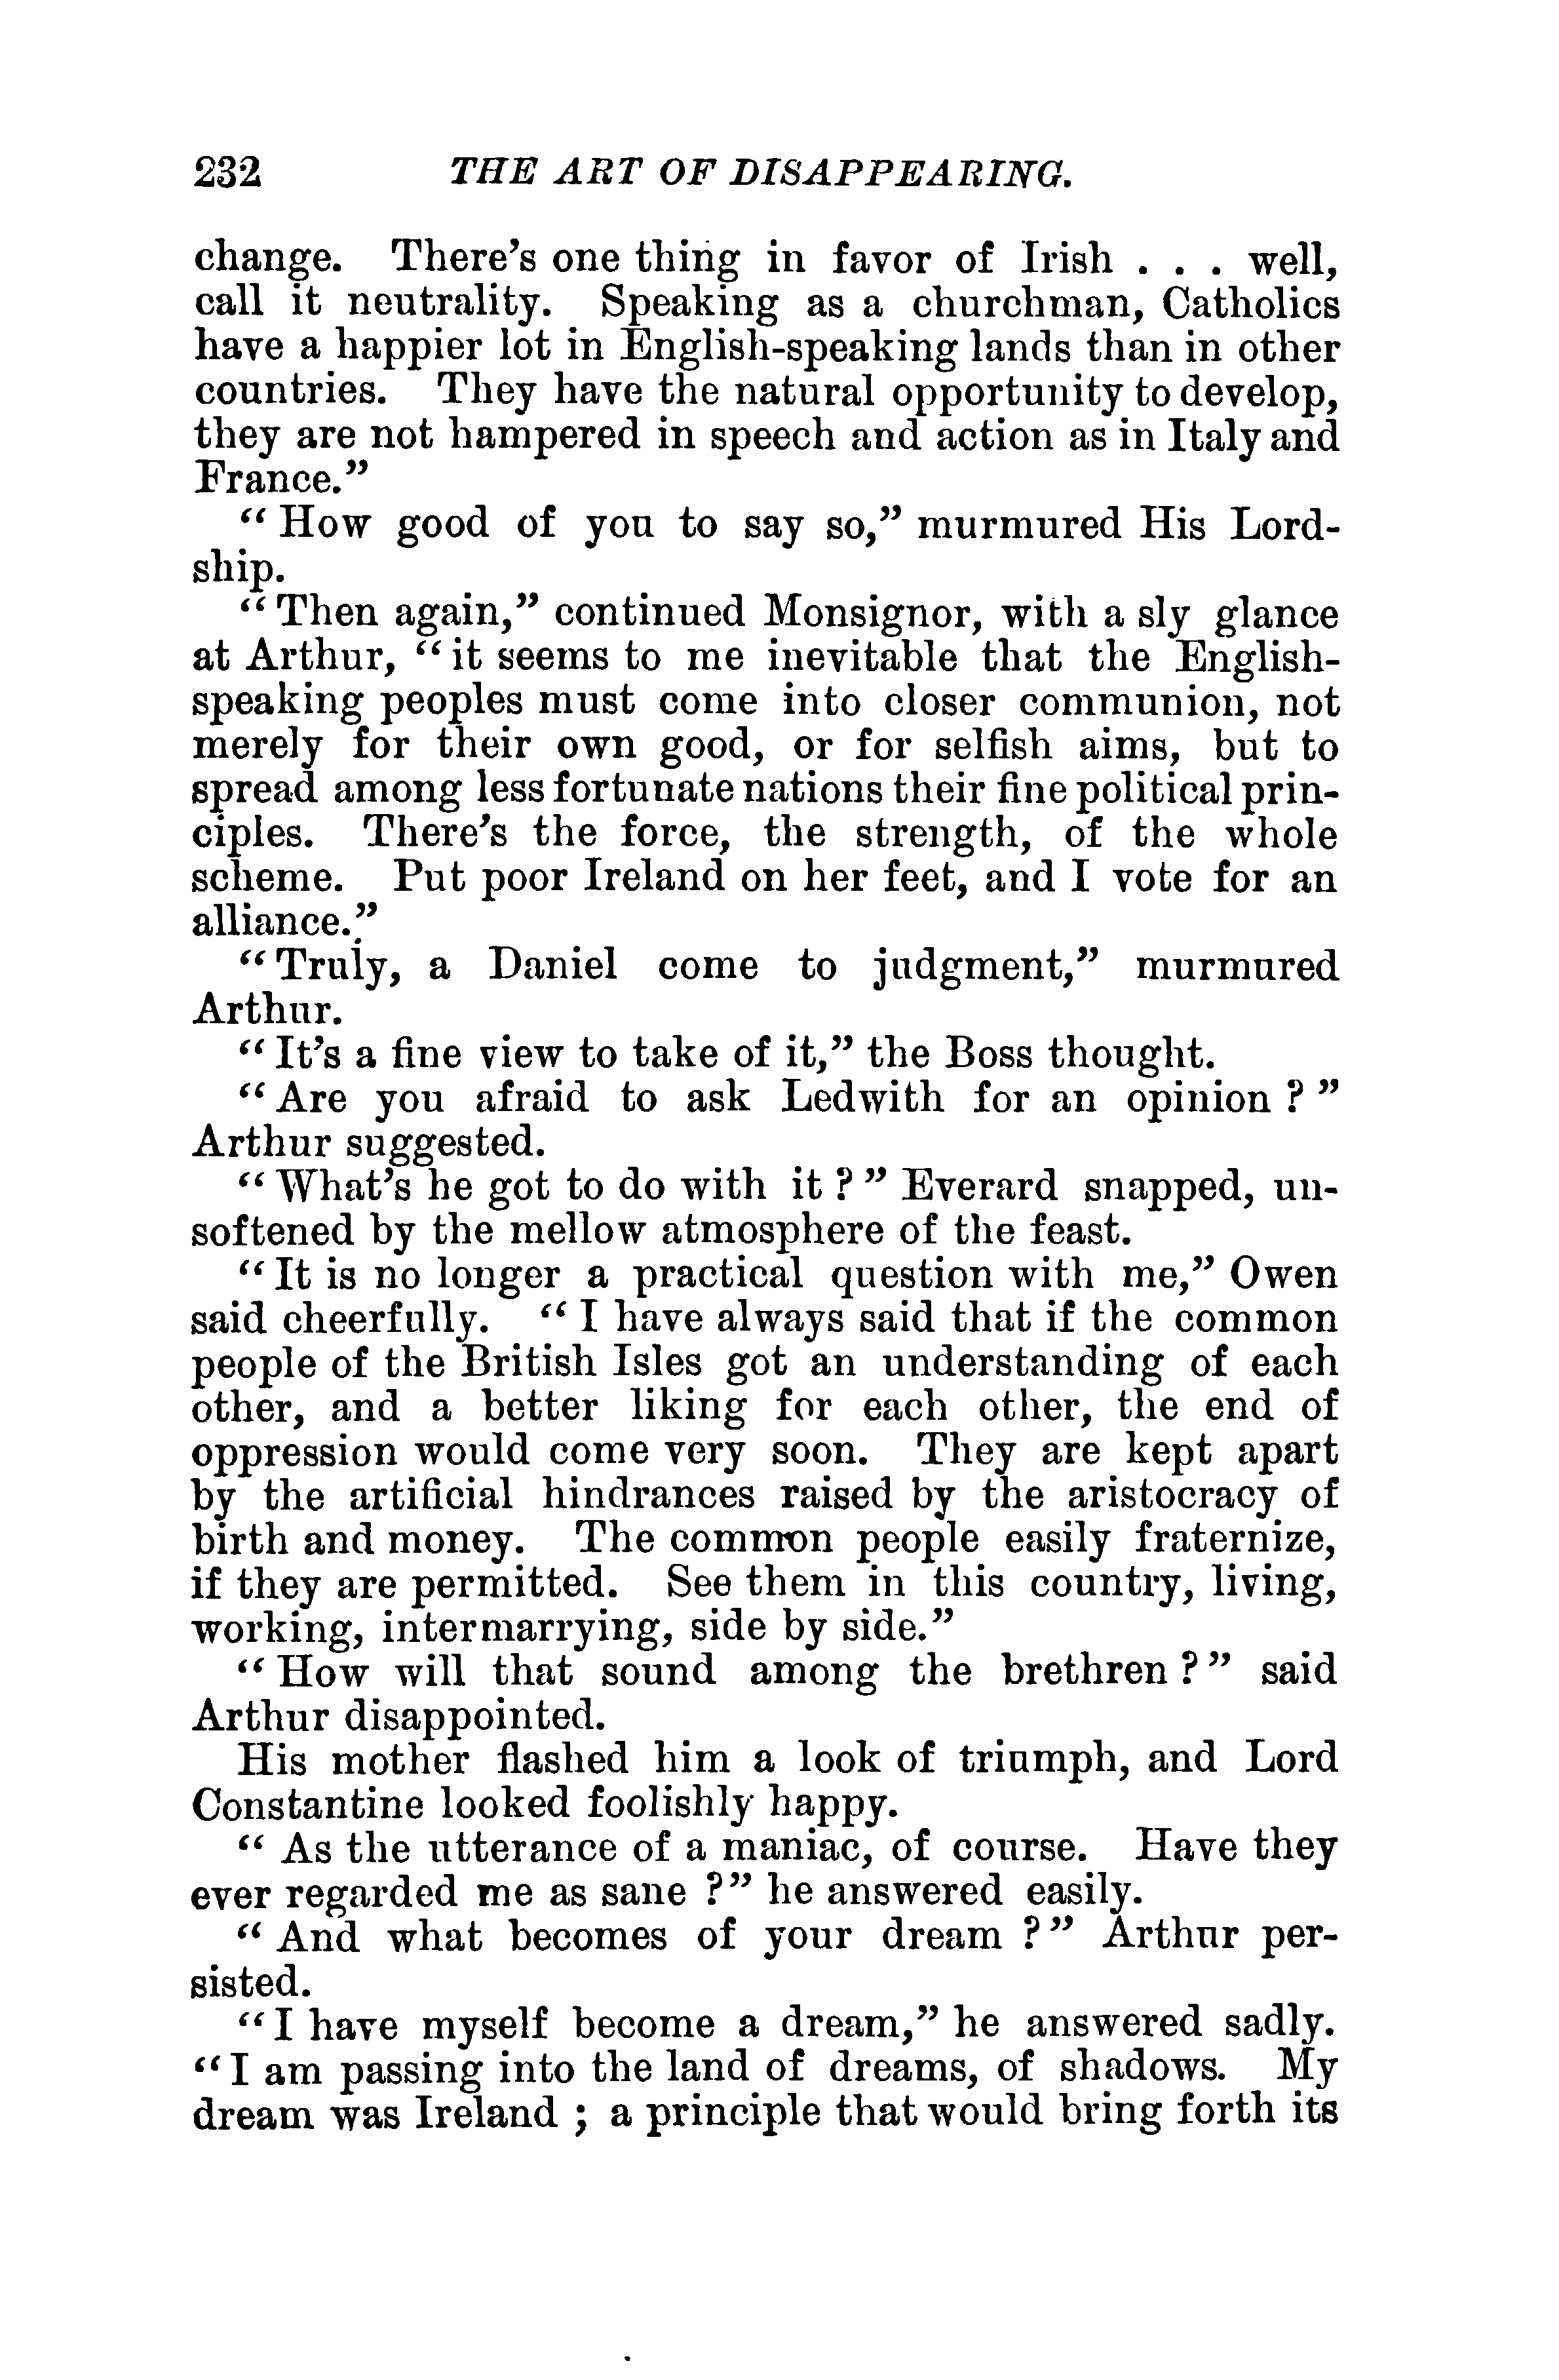 232 THE ART OF DISAPPEARING.
change. There’s one thing in favor of Irish . . . well,
call it neutrality. Speaking as a churchman, Catholics
have a happier lot in English-speaking lands than in other
countries. They have the natural opportunity to develop,
they are not hampered in speech and action as in Italy and
France.”
“ How good of you to say so,” murmured His Lord-
ship.
“ Then again,” continued Monsignor, with a sly glance
at Arthur, “ it seems to me inevitable that the English-
speaking peoples must come into closer communion, not
merely for their own good, or for selfish aims, but to
spread among less fortunate nations their fine political prin-
ciples. There’s the force, the strength, of the whole
scheme. Put poor Ireland on her feet, and I vote for an
alliance.”
“ Truly, a Daniel come to judgment,” murmured
Arthur.
“ It’s a fine view to take of it,” the Boss thought.
“ Are you afraid to ask Ledwith for an opinion ? ”
Arthur suggested.
“ What’s he got to do with it ? ” Everard snapped, un-
softened by the mellow atmosphere of the feast.
“ It is no longer a practical question with me,” Owen
said cheerfully. “ I have always said that if the common
people of the British Isles got an understanding of each
other, and a better liking for each other, the end of
oppression would come very soon. They are kept apart
by the artificial hindrances raised by the aristocracy of
birth and money. The common people easily fraternize,
if they are permitted. See them in this country, living,
working, intermarrying, side by side.”
“ How will that sound among the brethren ? ” said
Arthur disappointed.
His mother flashed him a look of triumph, and Lord
Constantine looked foolishly happy.
“ As the utterance of a maniac, of course. Have they
ever regarded me as sane ? ” he answered easily.
“ And what becomes of your dream ? ” Arthur per-
sisted.
“ I have myself become a dream,” he answered sadly.
“ I am passing into the land of dreams, of shadows. My
dream was Ireland ; a principle that would bring forth its